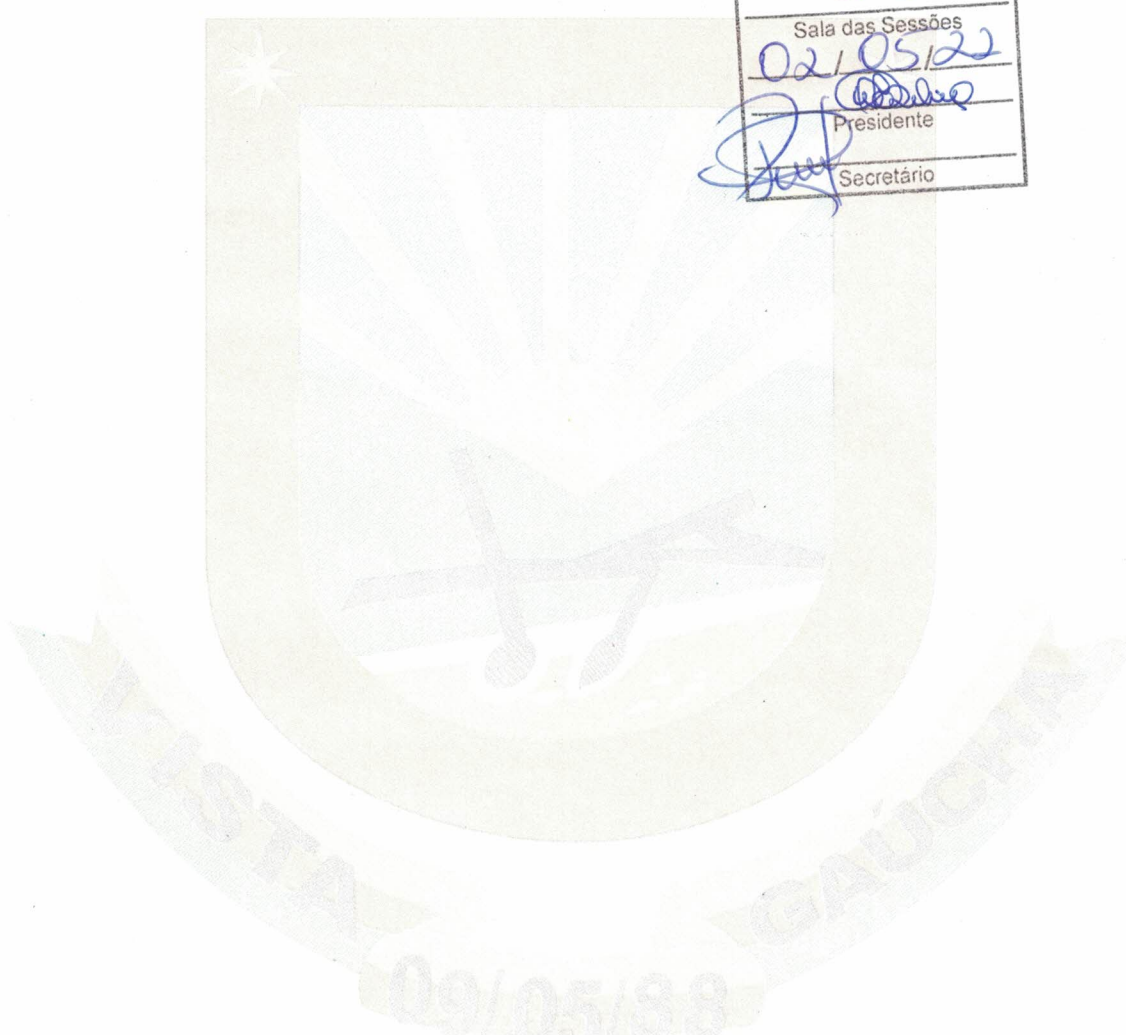 Sala das Sessões
02/05/22
Presidente
Secretário
VISTA GAÚCHA
09/05/88